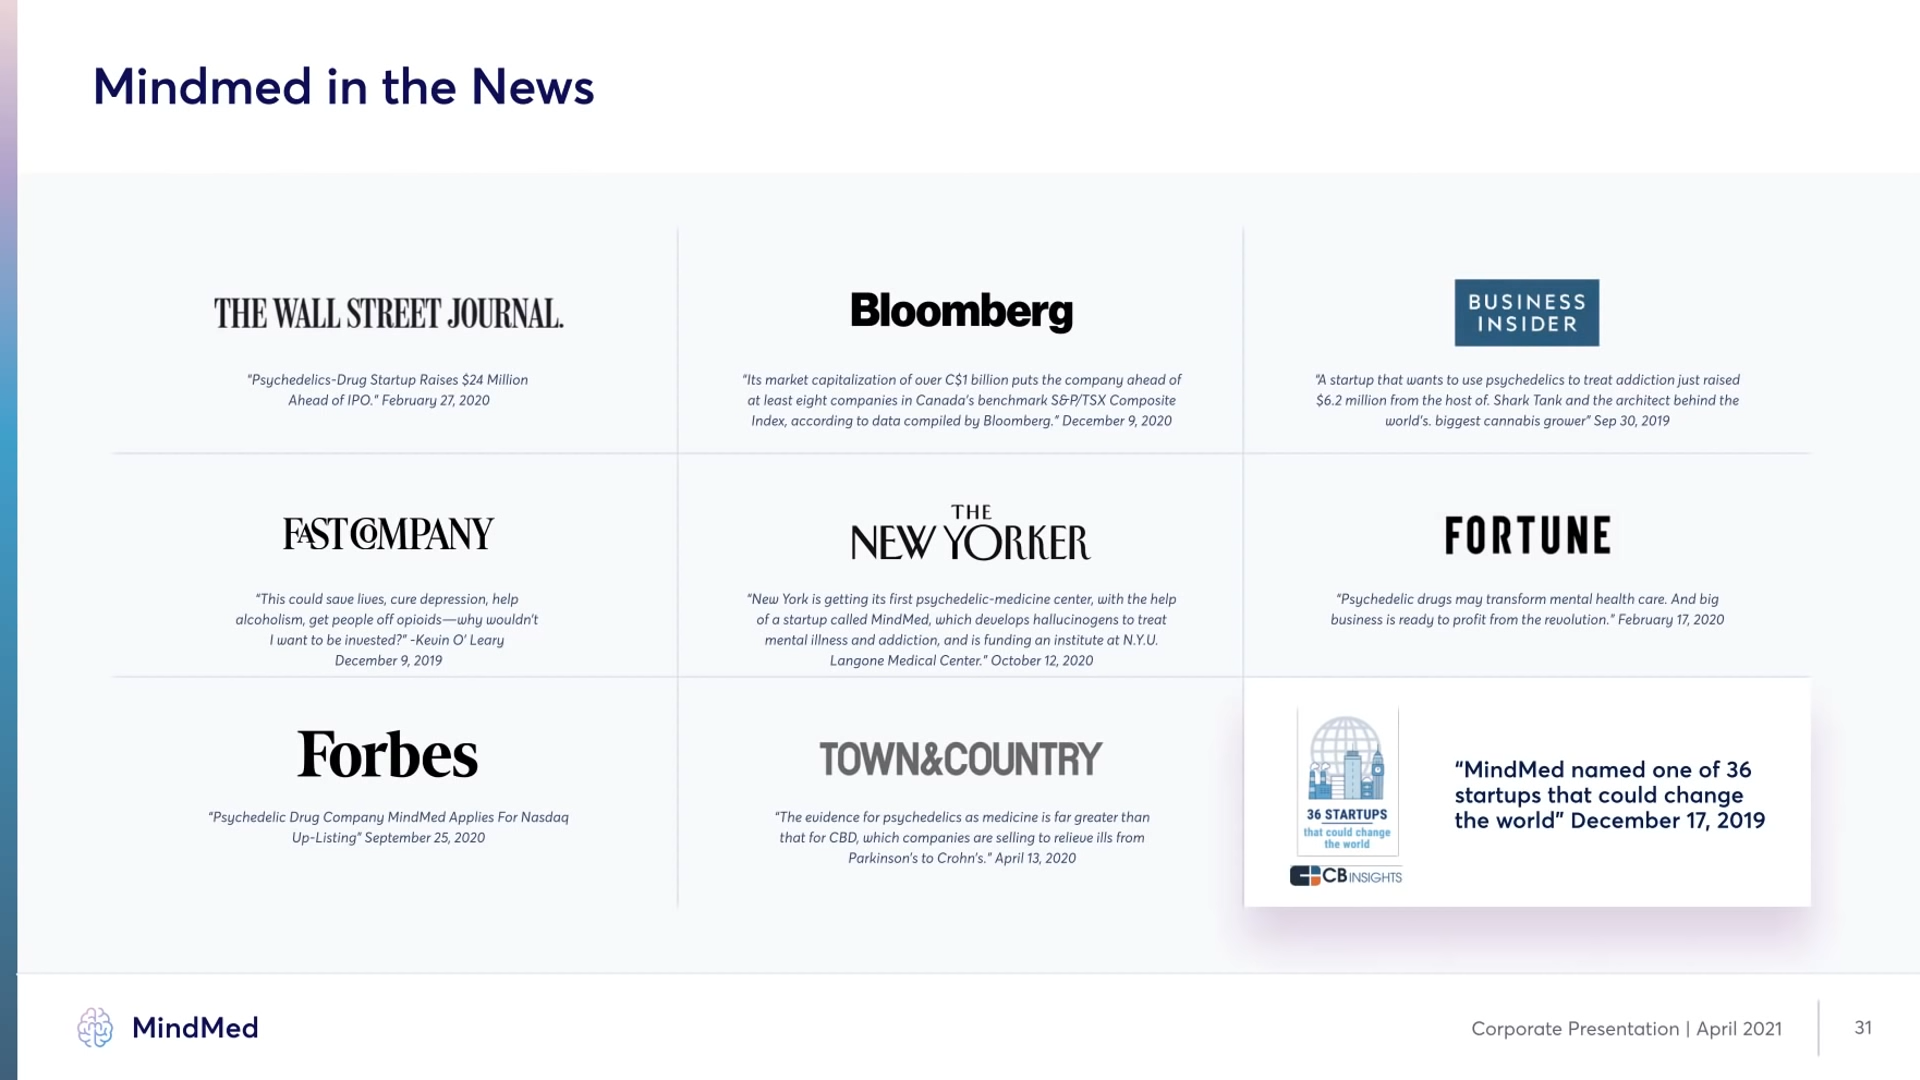 Mindmed in the News
THE WALL STREET JOURNAL.
"Psychedelics-Drug Startup Raises $24 Million
Ahead of IPO." February 27, 2020
Bloomberg
"Its market capitalization of over C$1 billion puts the company ahead of
at least eight companies in Canada's benchmark S&P/TSX Composite
Index, according to data compiled by Bloomberg." December 9, 2020
BUSINESS
INSIDER
"A startup that wants to use psychedelics to treat addiction just raised
$6.2 million from the host of. Shark Tank and the architect behind the
world's. biggest cannabis grower" Sep 30, 2019
FAST COMPANY
"This could save lives, cure depression, help
alcoholism, get people off opioids—why wouldn't
I want to be invested?" -Kevin O' Leary
December 9, 2019
THE
NEW YORKER
"New York is getting its first psychedelic-medicine center, with the help
of a startup called MindMed, which develops hallucinogens to treat
mental illness and addiction, and is funding an institute at N.Y.U.
Langone Medical Center." October 12, 2020
FORTUNE
"Psychedelic drugs may transform mental health care. And big
business is ready to profit from the revolution." February 17, 2020
Forbes
"Psychedelic Drug Company MindMed Applies For Nasdaq
Up-Listing" September 25, 2020
TOWN&COUNTRY
"The evidence for psychedelics as medicine is far greater than
that for CBD, which companies are selling to relieve ills from
Parkinson's to Crohn's." April 13, 2020
36 STARTUPS
that could change
the world
CBINSIGHTS
"MindMed named one of 36
startups that could change
the world" December 17, 2019
MindMed
Corporate Presentation | April 2021
31